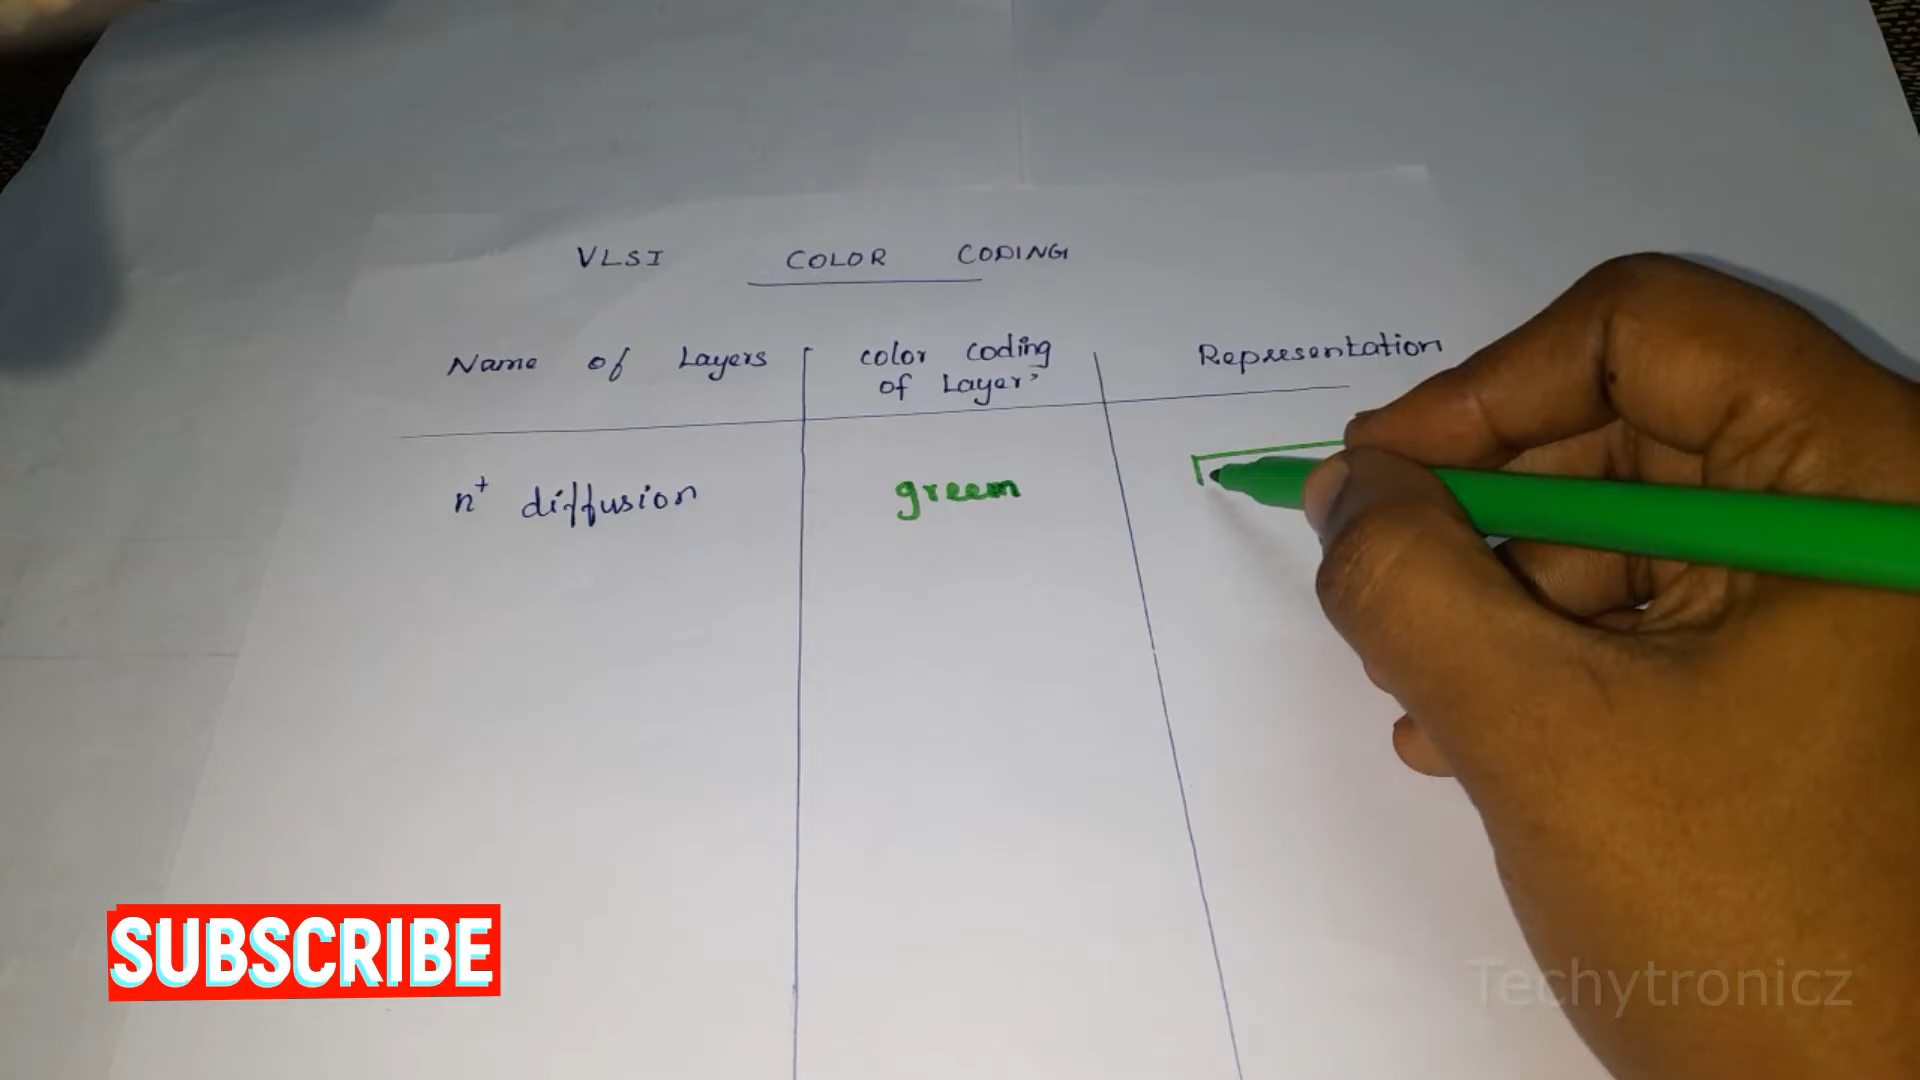 VLSI COLOR CODING
Name of Layers
color coding
of Layer's
Representation
n+ diffusion
green
SUBSCRIBE
Techytronicz